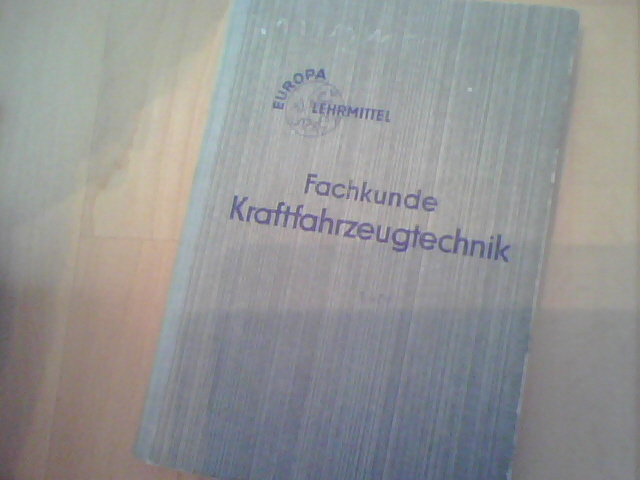 EUROPA
LEHRMITTEL
Fachkunde
Kraftfahrzeugtechnik